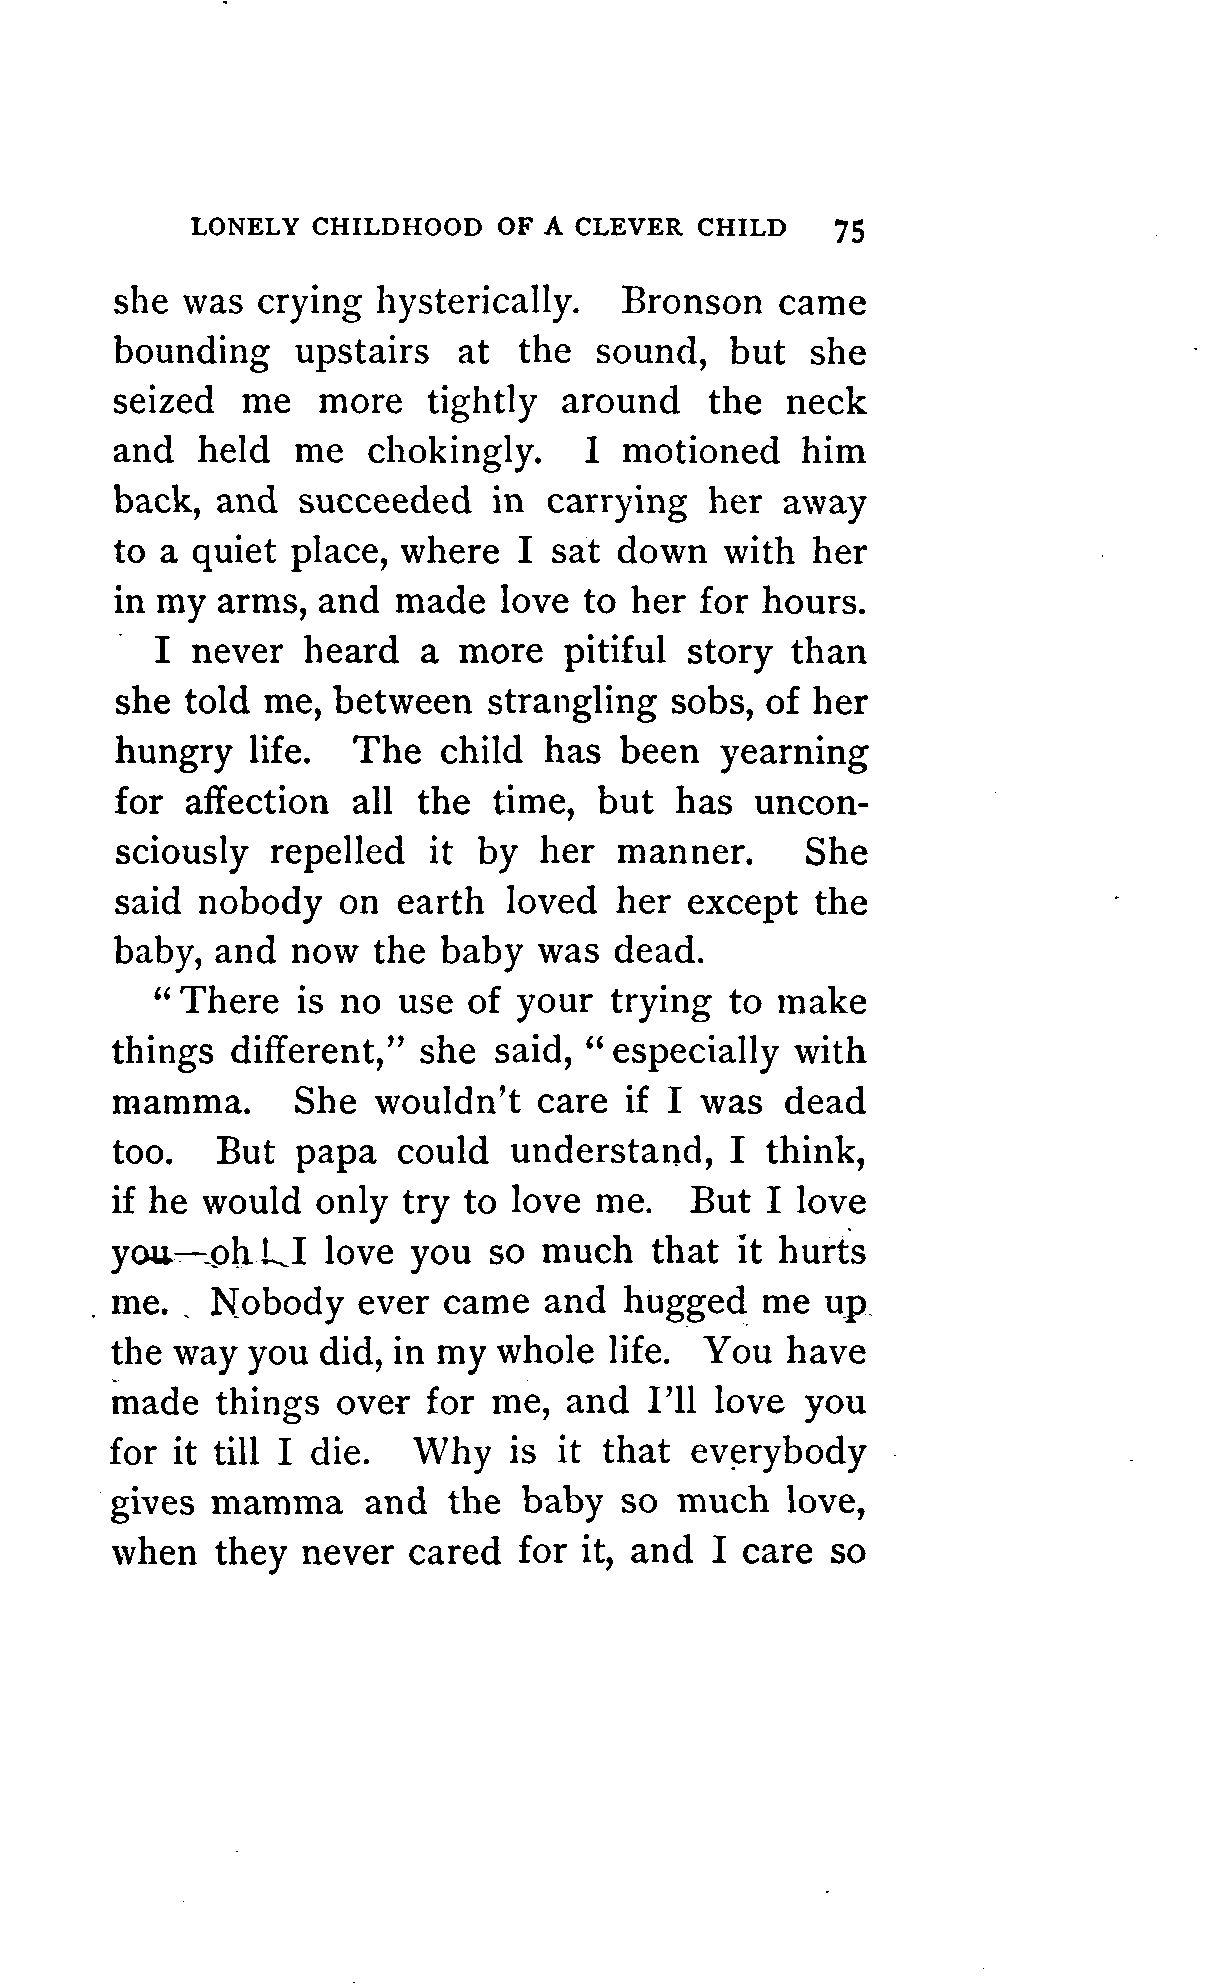 LONELY CHILDHOOD OF A CLEVER CHILD 75
she was crying hysterically. Bronson came
bounding upstairs at the sound, but she
seized me more tightly around the neck
and held me chokingly. I motioned him
back, and succeeded in carrying her away
to a quiet place, where I sat down with her
in my arms, and made love to her for hours.
I never heard a more pitiful story than
she told me, between strangling sobs, of her
hungry life. The child has been yearning
for affection all the time, but has uncon-
sciously repelled it by her manner. She
said nobody on earth loved her except the
baby, and now the baby was dead.
"There is no use of your trying to make
things different," she said, "especially with
mamma. She wouldn't care if I was dead
too. But papa could understand, I think,
if he would only try to love me. But I love
you—oh! I love you so much that it hurts
me. Nobody ever came and hugged me up
the way you did, in my whole life. You have
made things over for me, and I'll love you
for it till I die. Why is it that everybody
gives mamma and the baby so much love,
when they never cared for it, and I care so